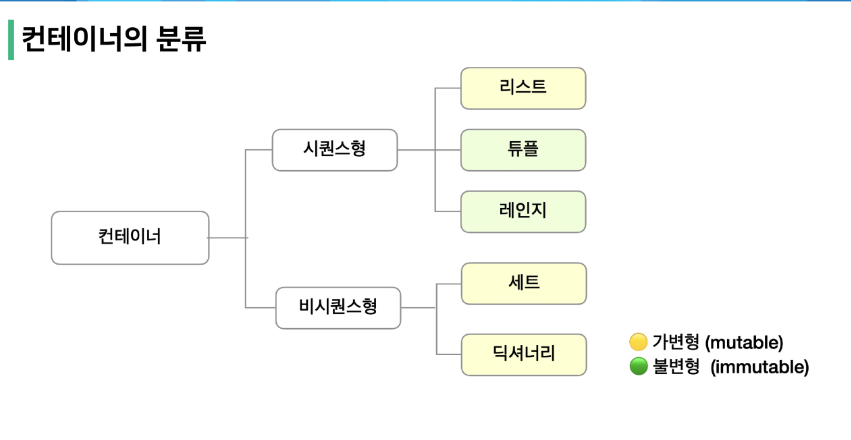 컨테이너의 분류
컨테이너
시퀀스형
리스트
튜플
레인지
비시퀀스형
세트
딕셔너리
가변형 (mutable)
불변형 (immutable)